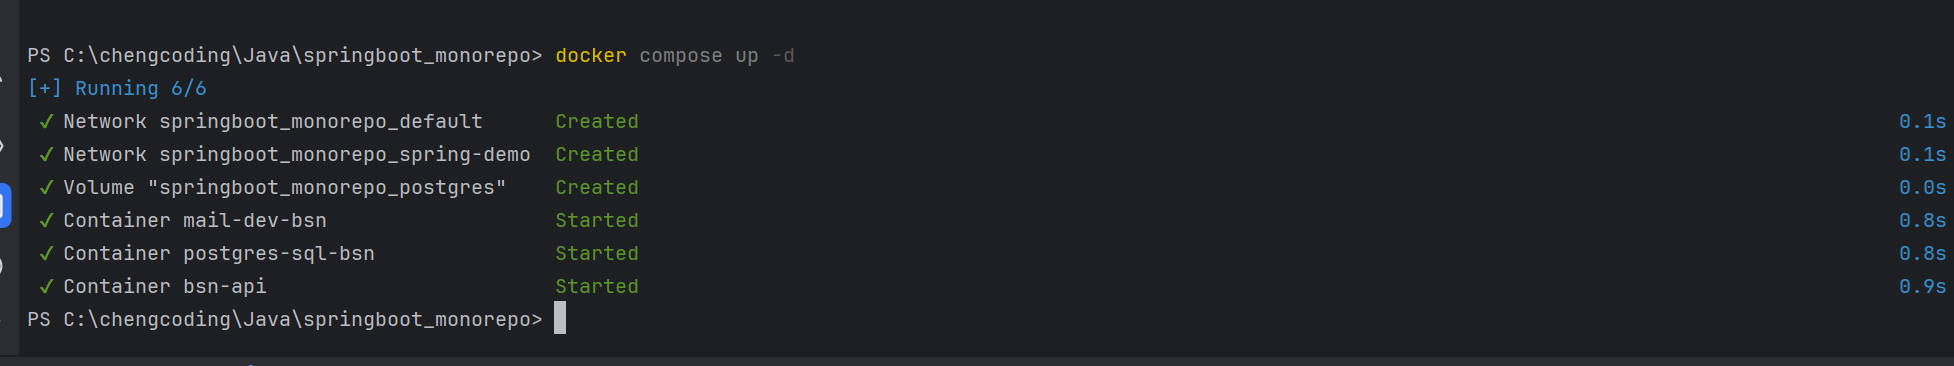 PS C:\chengcoding\Java\springboot_monorepo> docker compose up -d
[+] Running 6/6
✔ Network springboot_monorepo_default Created 0.1s
✔ Network springboot_monorepo_spring-demo Created 0.1s
✔ Volume "springboot_monorepo_postgres" Created 0.0s
✔ Container mail-dev-bsn Started 0.8s
✔ Container postgres-sql-bsn Started 0.8s
✔ Container bsn-api Started 0.9s
PS C:\chengcoding\Java\springboot_monorepo>